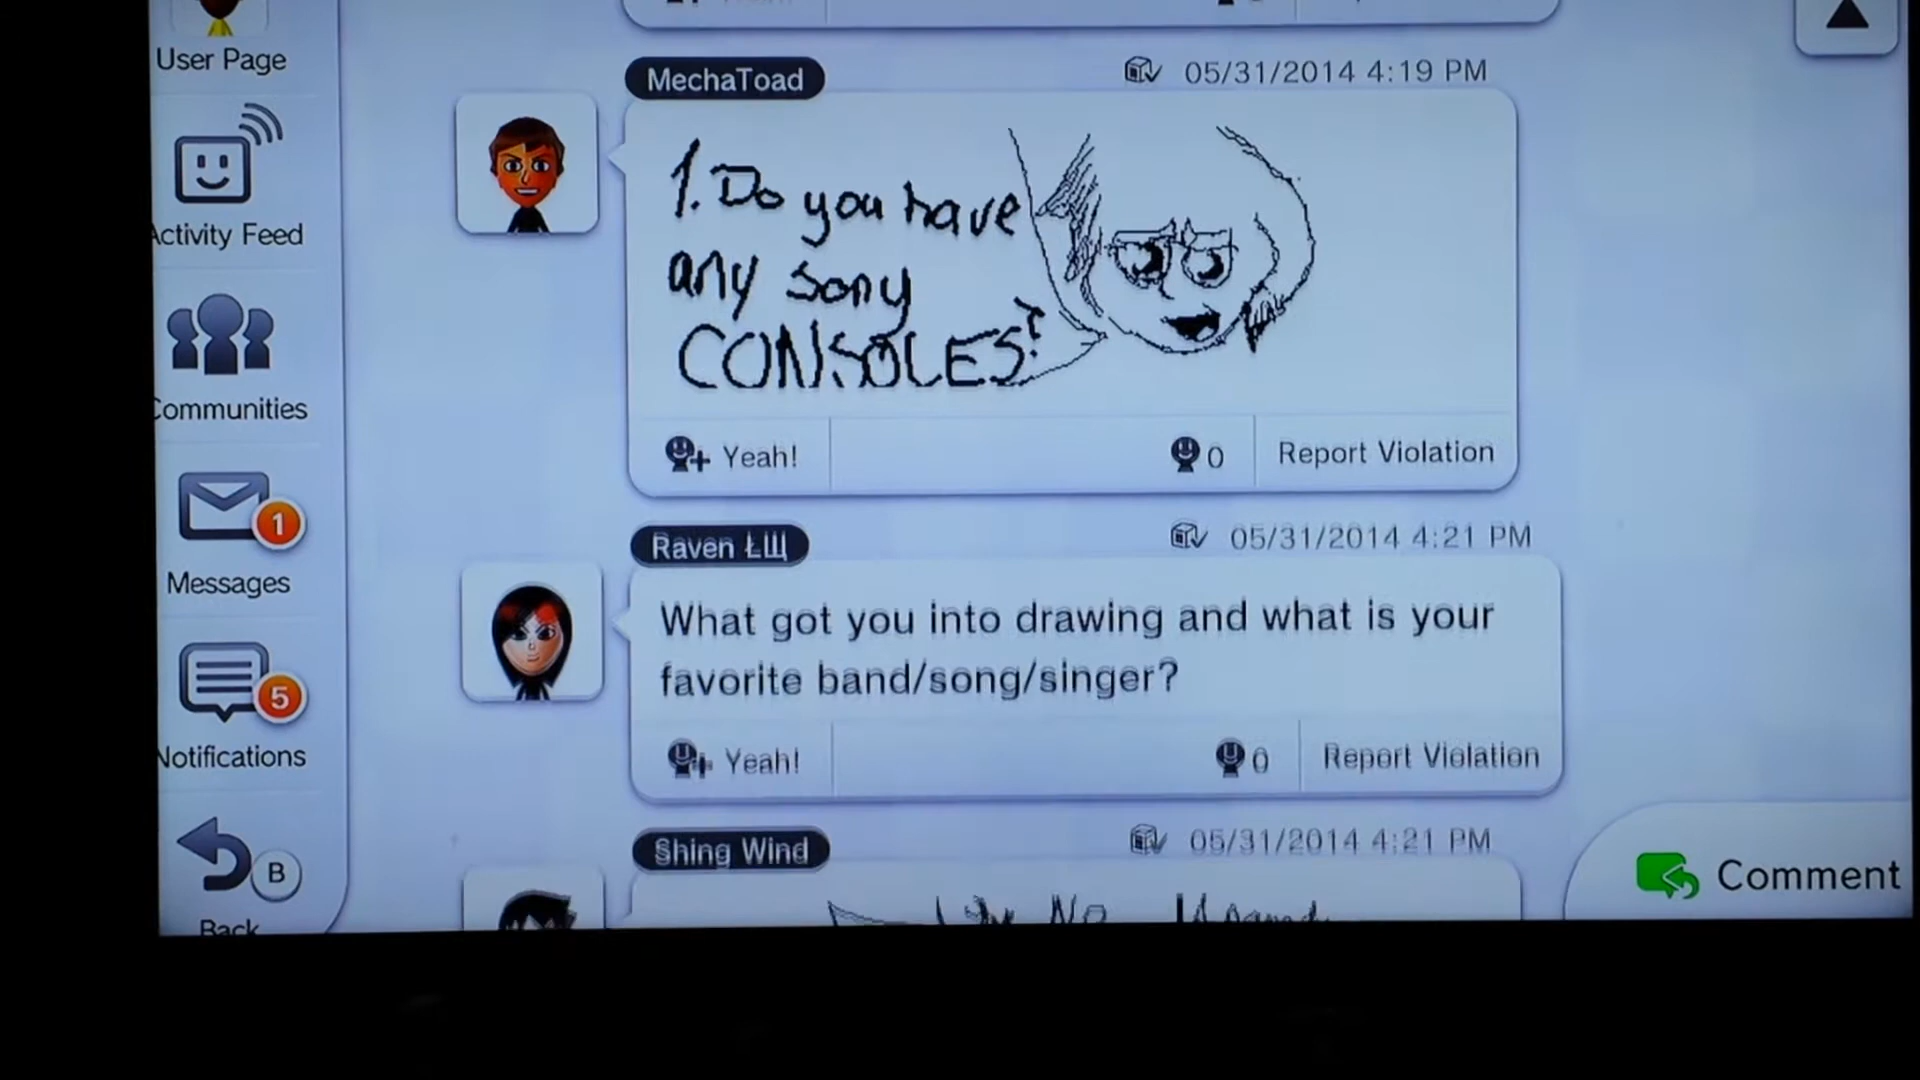 User Page
Activity Feed
Communities
1
Messages
5
Notifications
B
Back
MechaToad
05/31/2014 4:19 PM
1. Do you have
any sony
CONSOLES?
Yeah!
0
Report Violation
Raven ŁЩ
05/31/2014 4:21 PM
What got you into drawing and what is your
favorite band/song/singer?
Yeah!
0
Report Violation
Shing Wind
05/31/2014 4:21 PM
Comment